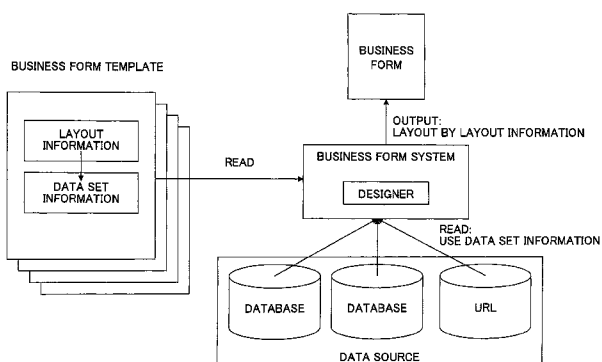 BUSINESS
FORM
BUSINESS FORM TEMPLATE
OUTPUT:
LAYOUT BY LAYOUT INFORMATION
LAYOUT
INFORMATION
READ
BUSINESS FORM SYSTEM
DATA SET
INFORMATION
DESIGNER
READ:
USE DATA SET INFORMATION
DATABASE
DATABASE
URL
DATA SOURCE